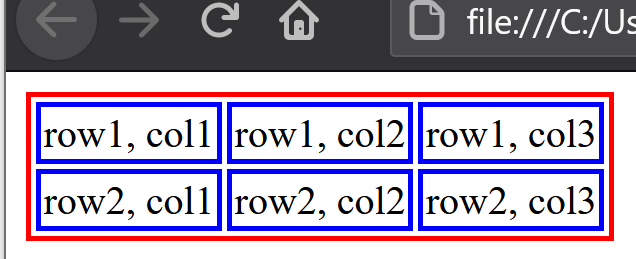 file:///C:/Us
row1, col1 row1, col2 row1, col3
row2, col1 row2, col2 row2, col3